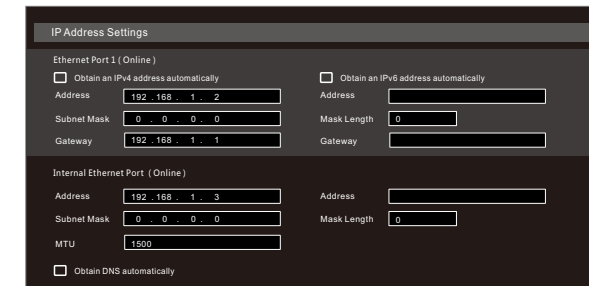 IP Address Settings
Ethernet Port 1 ( Online )
Obtain an IPv4 address automatically Obtain an IPv6 address automatically
Address 192 . 168 . 1 . 2 Address
Subnet Mask 0 . 0 . 0 . 0 Mask Length 0
Gateway 192 . 168 . 1 . 1 Gateway
Internal Ethernet Port ( Online )
Address 192 . 168 . 1 . 3 Address
Subnet Mask 0 . 0 . 0 . 0 Mask Length 0
MTU 1500
Obtain DNS automatically